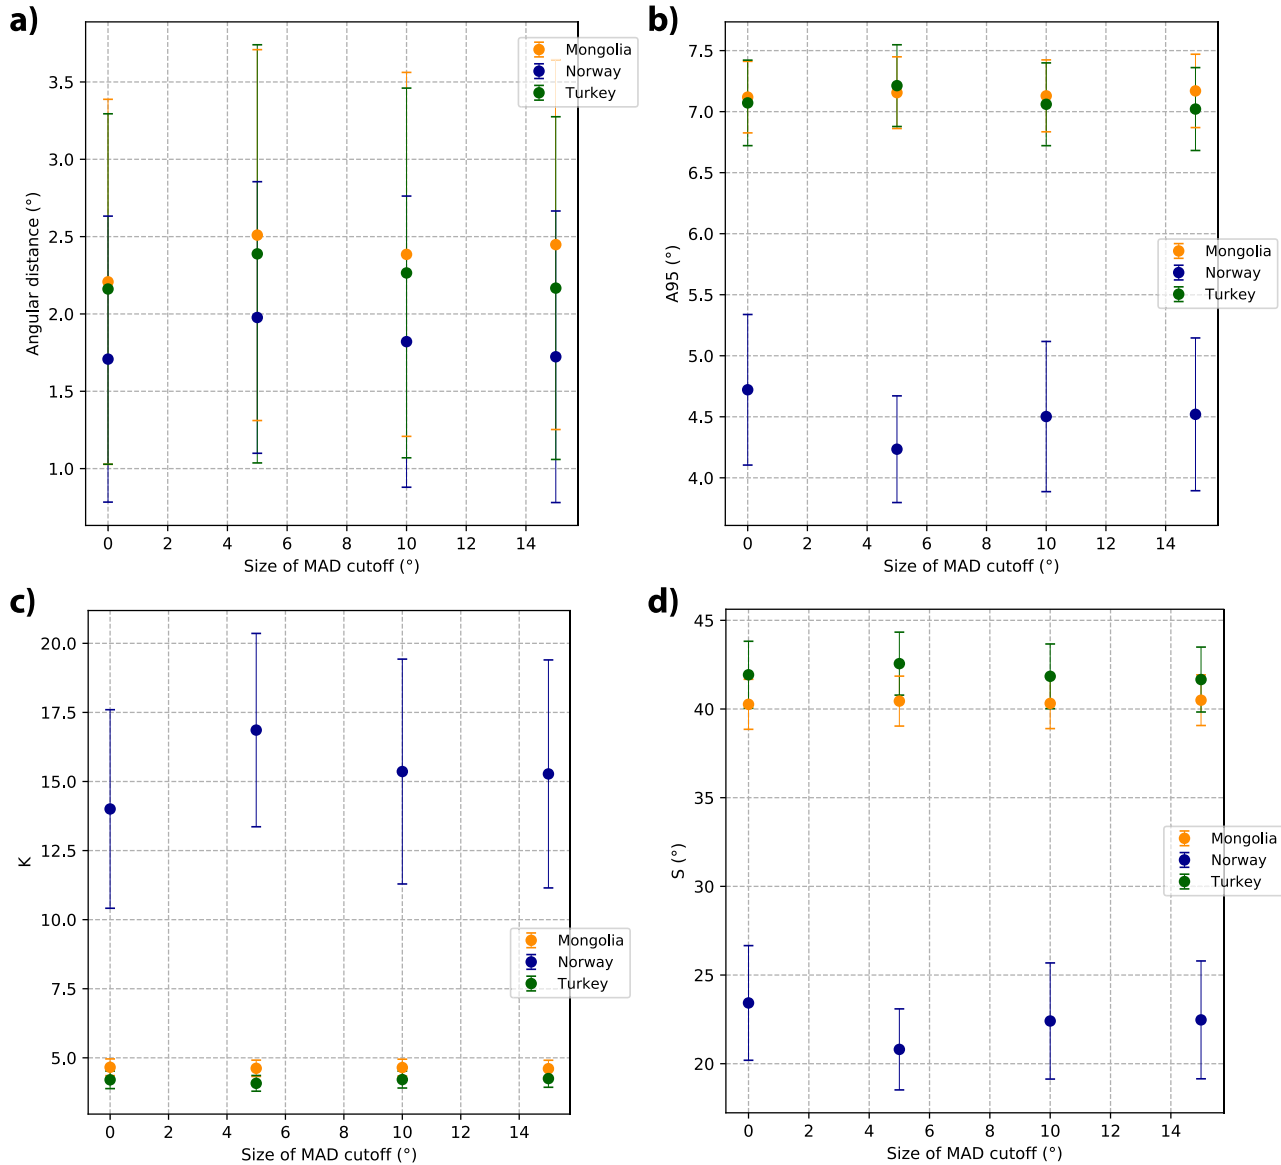 a)
Angular distance (°)
3.5
3.0
2.5
2.0
1.5
1.0
0 2 4 6 8 10 12 14
Size of MAD cutoff (°)
Mongolia
Norway
Turkey
b)
A95 (°)
7.5
7.0
6.5
6.0
5.5
5.0
4.5
4.0
0 2 4 6 8 10 12 14
Size of MAD cutoff (°)
Mongolia
Norway
Turkey
c)
K
20.0
17.5
15.0
12.5
10.0
7.5
5.0
0 2 4 6 8 10 12 14
Size of MAD cutoff (°)
Mongolia
Norway
Turkey
d)
S (°)
45
40
35
30
25
20
0 2 4 6 8 10 12 14
Size of MAD cutoff (°)
Mongolia
Norway
Turkey